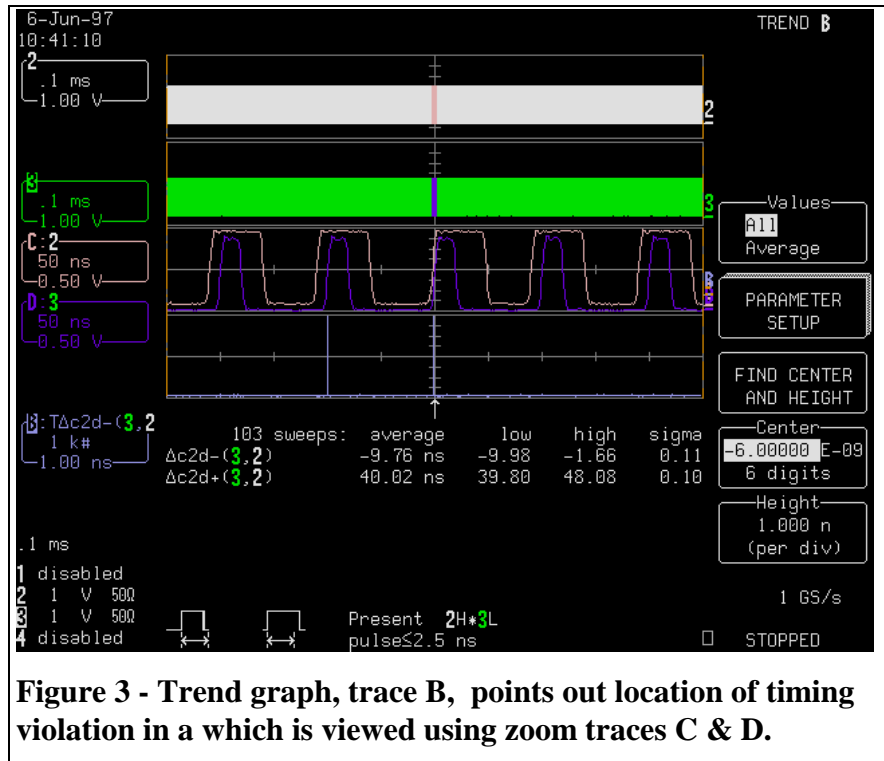 6-Jun-97
10:41:10
TREND B
2
.1 ms
1.00 V
2
3
.1 ms
1.00 V
3
C:2
50 ns
0.50 V
D:3
50 ns
0.50 V
Values
All
Average
PARAMETER
SETUP
FIND CENTER
AND HEIGHT
B:TΔc2d-(3,2
1 k#
1.00 ns
103 sweeps: average low high sigma
Δc2d-(3,2) -9.76 ns -9.98 -1.66 0.11
Δc2d+(3,2) 40.02 ns 39.80 48.08 0.10
Center
-6.00000 E-09
6 digits
Height
1.000 n
(per div)
.1 ms
1 disabled
2 1 V 50Ω
3 1 V 50Ω
4 disabled
Present 2H*3L
pulse≤2.5 ns
1 GS/s
STOPPED
Figure 3 - Trend graph, trace B, points out location of timing
violation in a which is viewed using zoom traces C & D.